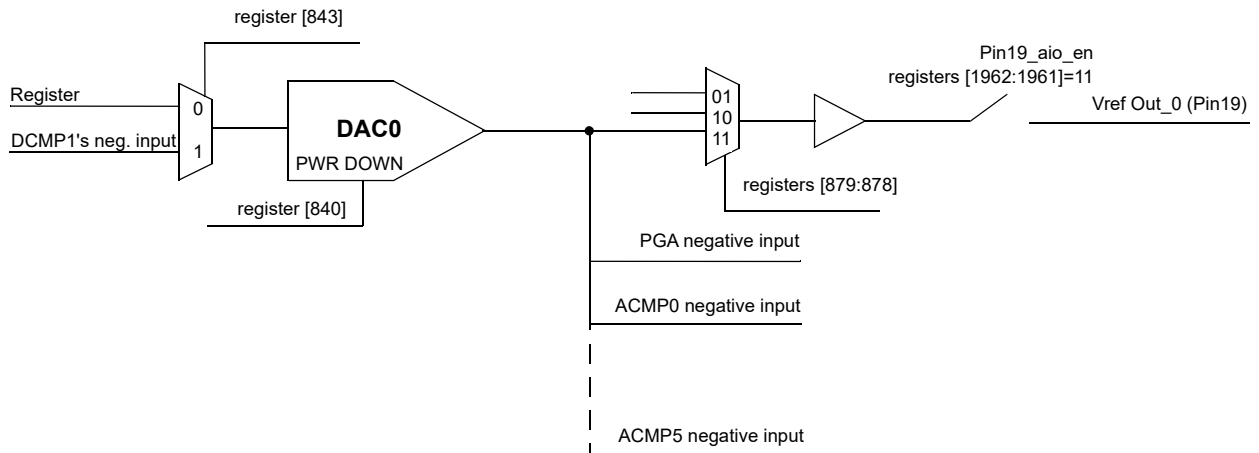 register [843]
Pin19_aio_en
registers [1962:1961]=11
Register
0
DCMP1's neg. input
1
DAC0
PWR DOWN
01
10
11
Vref Out_0 (Pin19)
registers [879:878]
register [840]
PGA negative input
ACMP0 negative input
ACMP5 negative input